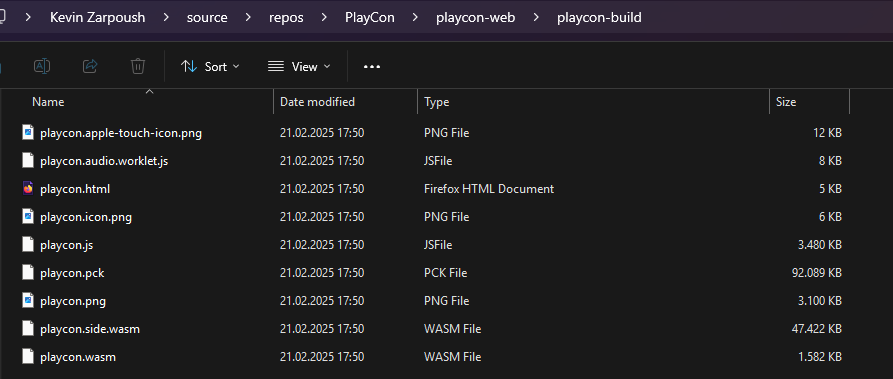 Kevin Zarpoush > source > repos > PlayCon > playcon-web > playcon-build
Sort View
Name Date modified Type Size
playcon.apple-touch-icon.png 21.02.2025 17:50 PNG File 12 KB
playcon.audio.worklet.js 21.02.2025 17:50 JSFile 8 KB
playcon.html 21.02.2025 17:50 Firefox HTML Document 5 KB
playcon.icon.png 21.02.2025 17:50 PNG File 6 KB
playcon.js 21.02.2025 17:50 JSFile 3.480 KB
playcon.pck 21.02.2025 17:50 PCK File 92.089 KB
playcon.png 21.02.2025 17:50 PNG File 3.100 KB
playcon.side.wasm 21.02.2025 17:50 WASM File 47.422 KB
playcon.wasm 21.02.2025 17:50 WASM File 1.582 KB